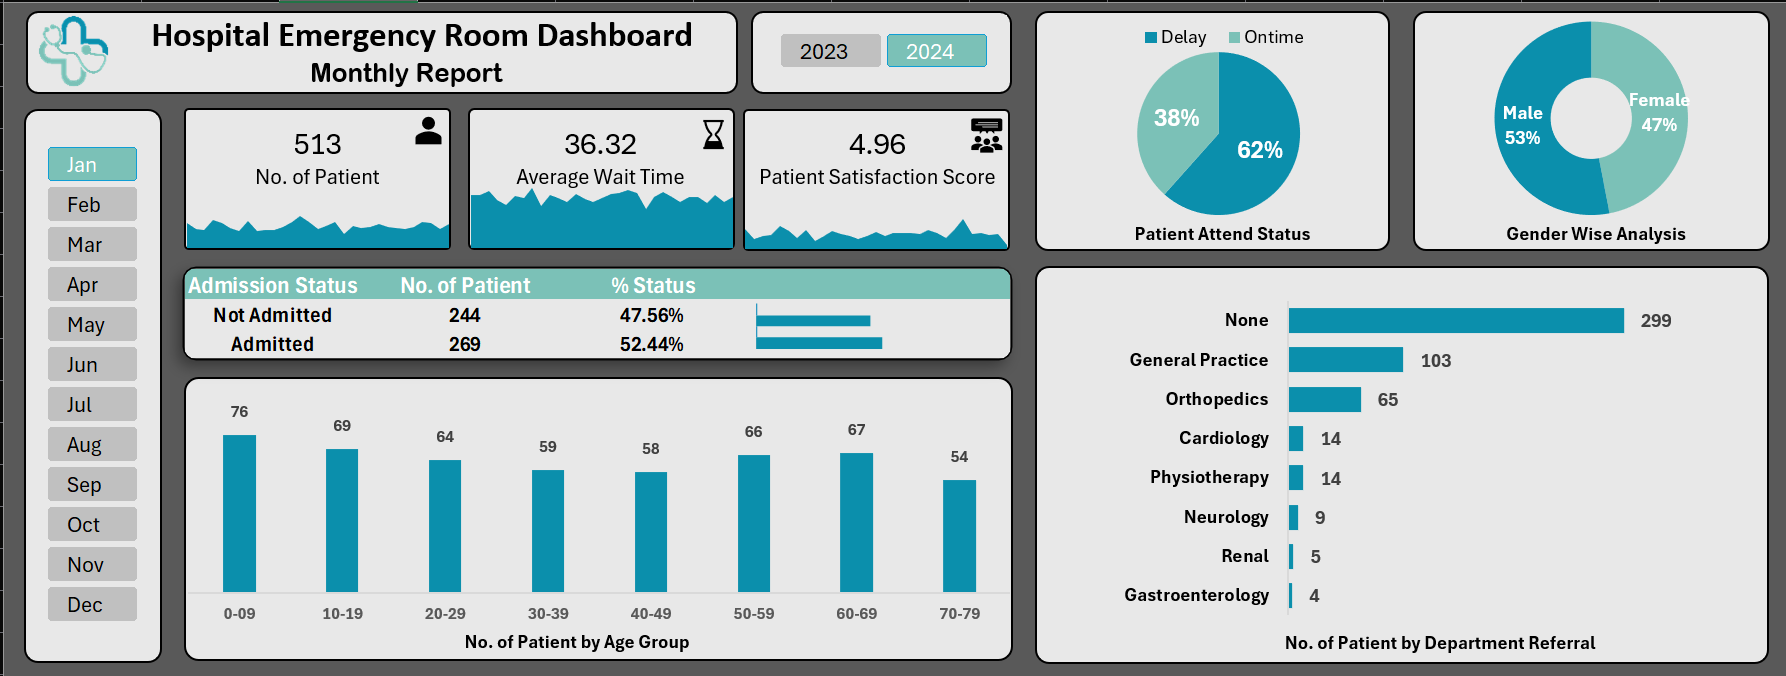 Hospital Emergency Room Dashboard
Monthly Report
2023
2024
Jan
Feb
Mar
Apr
May
Jun
Jul
Aug
Sep
Oct
Nov
Dec
513
No. of Patient
36.32
Average Wait Time
4.96
Patient Satisfaction Score
Delay Ontime
38%
62%
Patient Attend Status
Male
53%
Female
47%
Gender Wise Analysis
Admission Status No. of Patient % Status
Not Admitted 244 47.56%
Admitted 269 52.44%
76 69 64 59 58 66 67 54
0-09 10-19 20-29 30-39 40-49 50-59 60-69 70-79
No. of Patient by Age Group
None 299
General Practice 103
Orthopedics 65
Cardiology 14
Physiotherapy 14
Neurology 9
Renal 5
Gastroenterology 4
No. of Patient by Department Referral